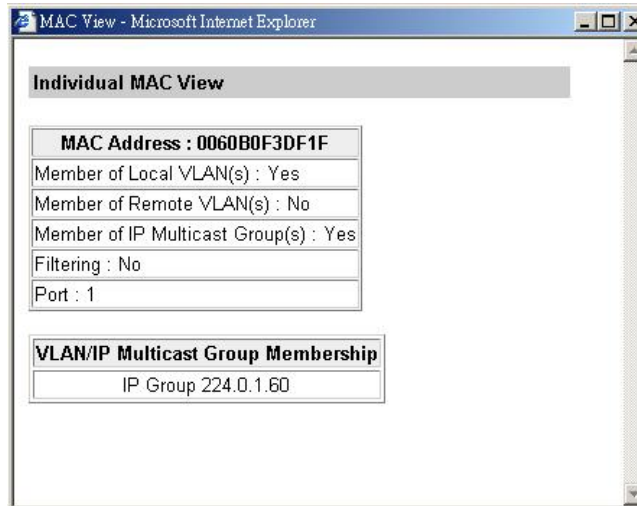 MAC View - Microsoft Internet Explorer
Individual MAC View
MAC Address : 0060B0F3DF1F
Member of Local VLAN(s) : Yes
Member of Remote VLAN(s) : No
Member of IP Multicast Group(s) : Yes
Filtering : No
Port : 1
VLAN/IP Multicast Group Membership
IP Group 224.0.1.60